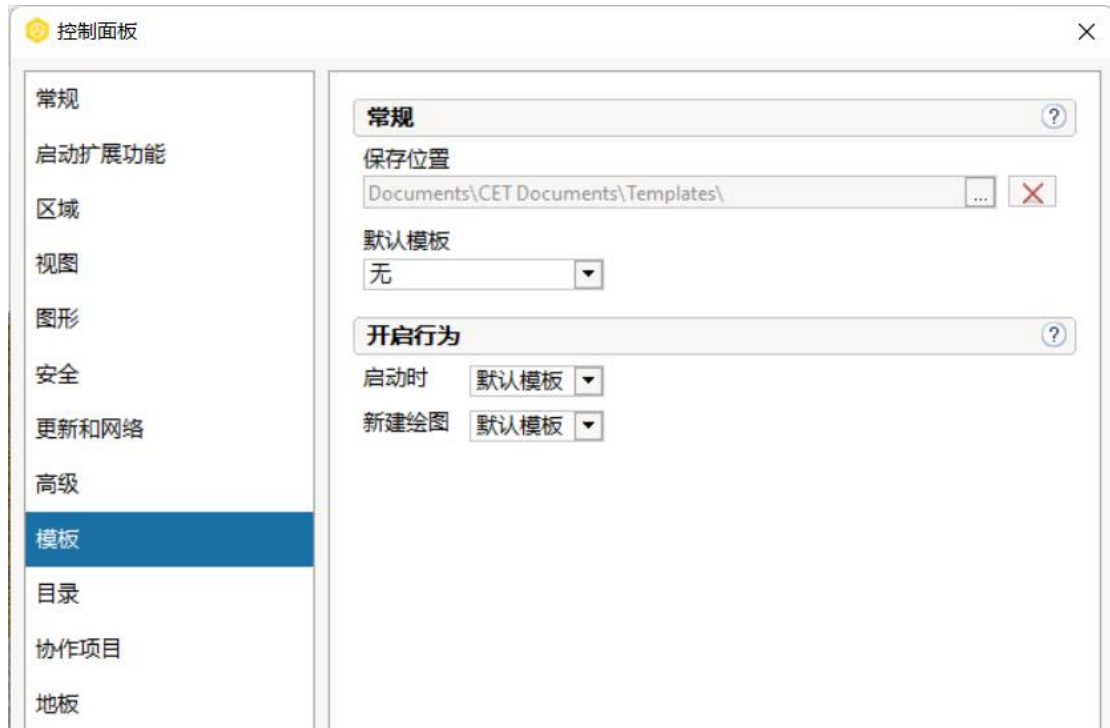 控制面板
常规
启动扩展功能
区域
视图
图形
安全
更新和网络
高级
模板
目录
协作项目
地板
常规
保存位置
Documents\CET Documents\Templates\
...
默认模板
无
开启行为
启动时 默认模板
新建绘图 默认模板